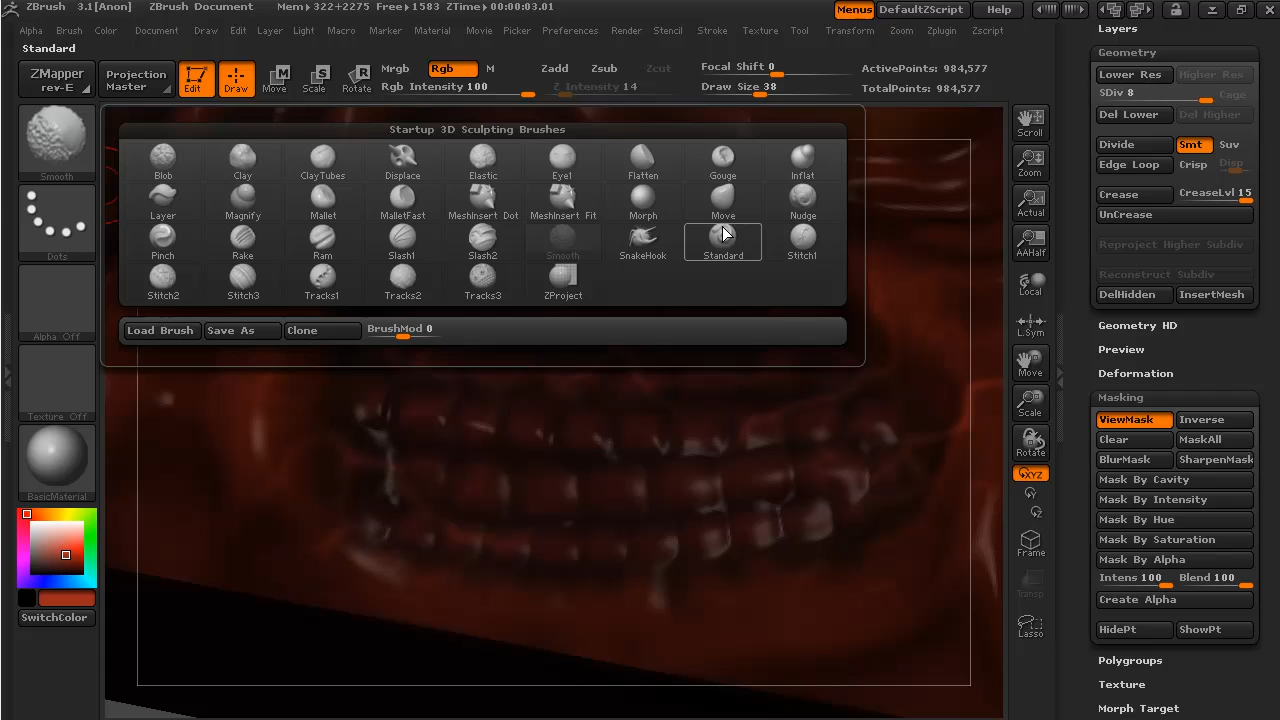 ZBrush 3.1[Anon] ZBrush Document Mem▸322+2275 Free▸1583 ZTime▸00:00:03.01 Menus DefaultZScript Help
Alpha Brush Color Document Draw Edit Layer Light Macro Marker Material Movie Picker Preferences Render Stencil Stroke Texture Tool Transform Zoom Zplugin Zscript
Standard
ZMapper rev-E
Projection Master
Edit
Draw
Move
Scale
Rotate
Mrgb Rgb M
Rgb Intensity 100
Zadd Zsub Zcut
Z Intensity 14
Focal Shift 0
Draw Size 38
ActivePoints: 984,577
TotalPoints: 984,577
Smooth
Dots
Alpha Off
Texture Off
BasicMaterial
SwitchColor
Startup 3D Sculpting Brushes
Blob Clay ClayTubes Displace Elastic Eye1 Flatten Gouge Inflat
Layer Magnify Mallet MalletFast MeshInsert Dot MeshInsert Fit Morph Move Nudge
Pinch Rake Ram Slash1 Slash2 Smooth SnakeHook Standard Stitch1
Stitch2 Stitch3 Tracks1 Tracks2 Tracks3 ZProject
Load Brush Save As Clone BrushMod 0
Scroll
Zoom
Actual
AAHalf
Local
L.Sym
Move
Scale
Rotate
XYZ
Y
Z
Frame
Transp
Lasso
Layers
Geometry
Lower Res Higher Res
SDiv 8 Cage
Del Lower Del Higher
Divide Smt Suv
Edge Loop Crisp Disp
Crease CreaseLvl 15
UnCrease
Reproject Higher Subdiv
Reconstruct Subdiv
DelHidden InsertMesh
Geometry HD
Preview
Deformation
Masking
ViewMask Inverse
Clear MaskAll
BlurMask SharpenMask
Mask By Cavity
Mask By Intensity
Mask By Hue
Mask By Saturation
Mask By Alpha
Intens 100 Blend 100
Create Alpha
HidePt ShowPt
Polygroups
Texture
Morph Target